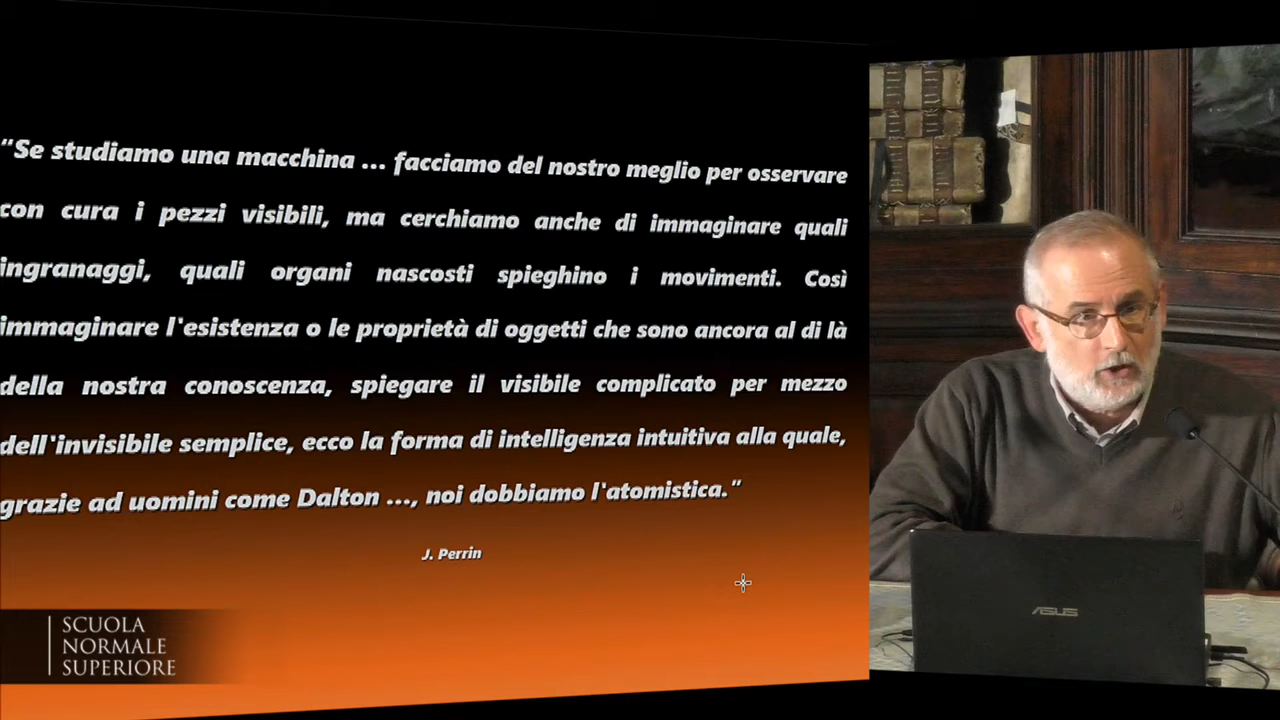 "Se studiamo una macchina ... facciamo del nostro meglio per osservare
con cura i pezzi visibili, ma cerchiamo anche di immaginare quali
ingranaggi, quali organi nascosti spieghino i movimenti. Così
immaginare l'esistenza o le proprietà di oggetti che sono ancora al di là
della nostra conoscenza, spiegare il visibile complicato per mezzo
dell'invisibile semplice, ecco la forma di intelligenza intuitiva alla quale,
grazie ad uomini come Dalton ..., noi dobbiamo l'atomistica."
J. Perrin
SCUOLA
NORMALE
SUPERIORE
ASUS